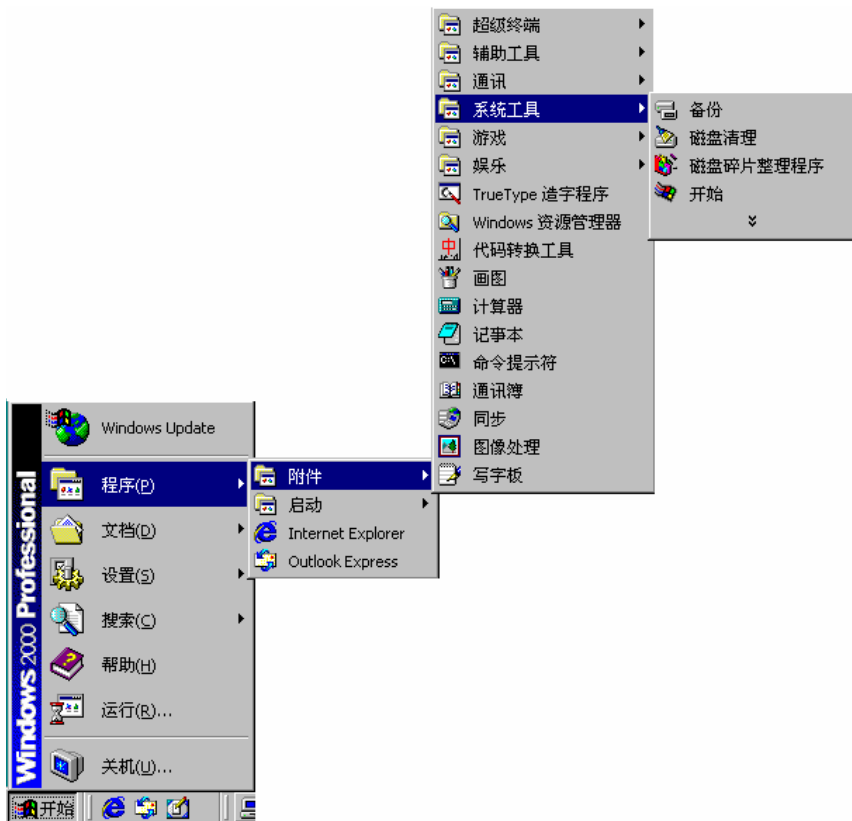 超级终端
辅助工具
通讯
系统工具
游戏
娱乐
TrueType 造字程序
Windows 资源管理器
代码转换工具
画图
计算器
记事本
命令提示符
通讯簿
同步
图像处理
写字板
备份
磁盘清理
磁盘碎片整理程序
开始
附件
启动
Internet Explorer
Outlook Express
Windows Update
程序(P)
文档(D)
设置(S)
搜索(C)
帮助(H)
运行(R)...
关机(U)...
Windows 2000 Professional
开始